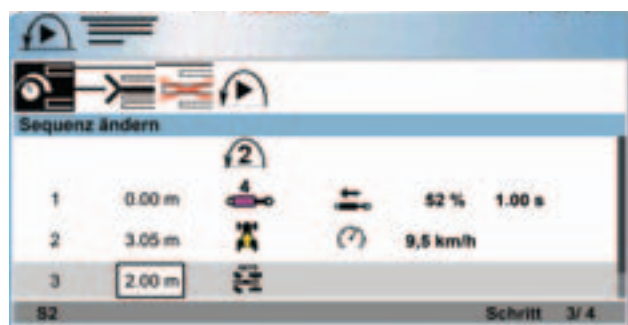 Sequenz ändern
2
4
1 0.00 m 52 % 1.00 s
2 3.05 m 9,5 km/h
3 2.00 m
S2 Schritt 3/ 4